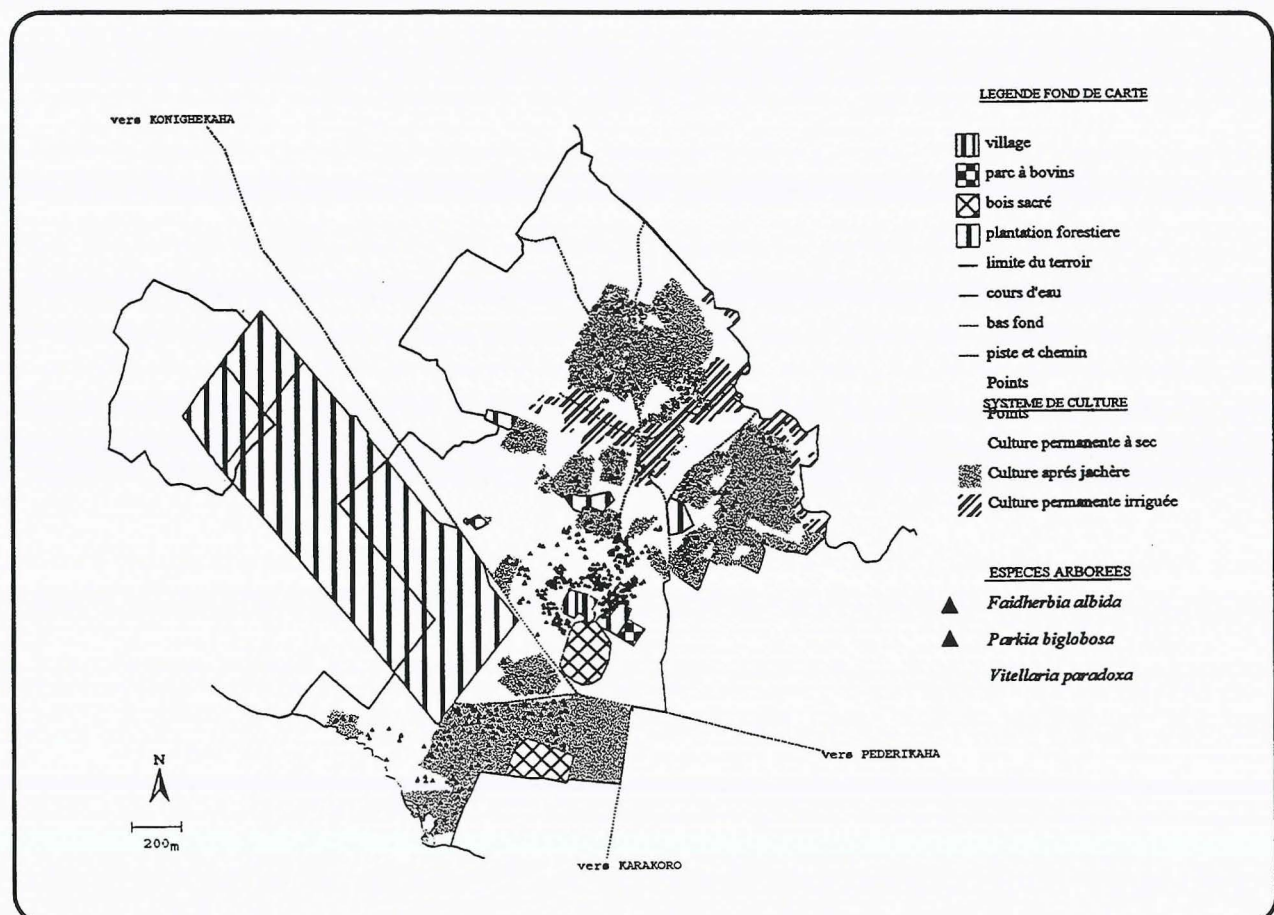 vers KONIGHEKAHA
LEGENDE FOND DE CARTE
village
parc à bovins
bois sacré
plantation forestiere
limite du terroir
cours d'eau
bas fond
piste et chemin
Points
SYSTEME DE CULTURE
Points
Culture permanente à sec
Culture aprés jachère
Culture permanente irriguée
ESPECES ARBOREES
Faidherbia albida
Parkia biglobosa
Vitellaria paradoxa
vers PEDERIKAHA
N
200m
vers KARAKORO